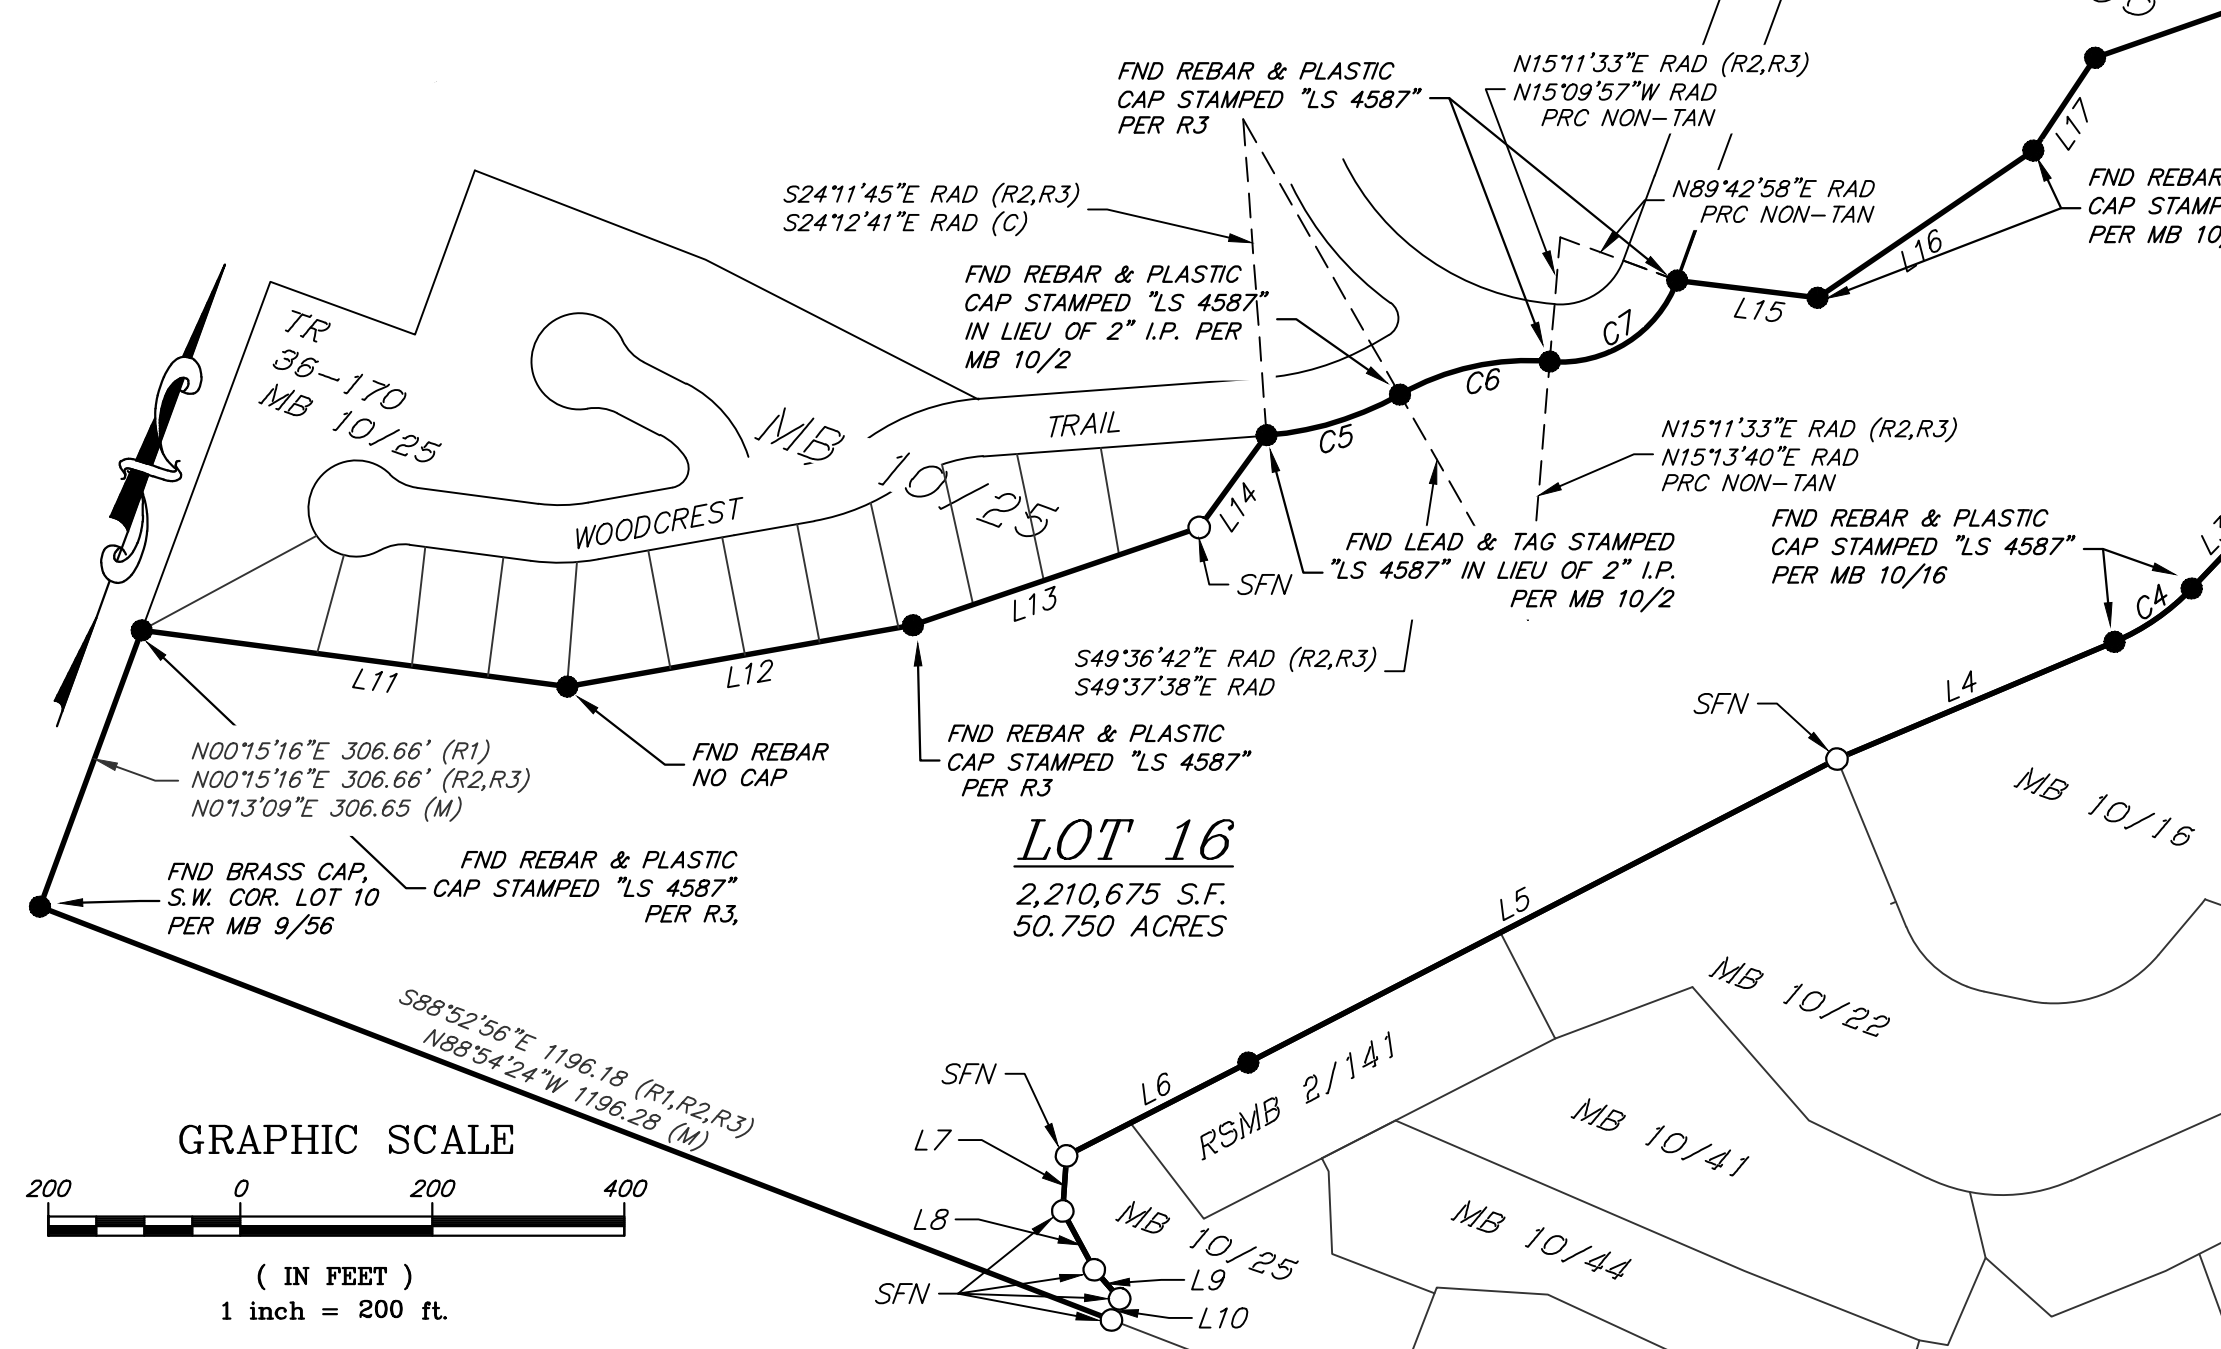 FND REBAR & PLASTIC
CAP STAMPED "LS 4587"
PER R3
N15°11'33"E RAD (R2,R3)
N15°09'57"W RAD
PRC NON-TAN
L17
S24°11'45"E RAD (R2,R3)
S24°12'41"E RAD (C)
N89°42'58"E RAD
PRC NON-TAN
FND REBAR
CAP STAMP
PER MB 10/
L16
FND REBAR & PLASTIC
CAP STAMPED "LS 4587"
IN LIEU OF 2" I.P. PER
MB 10/2
L15
C7
C6
C5
TR
36-170
MB 10/25
MB 10/25
TRAIL
WOODCREST
L14
N15°11'33"E RAD (R2,R3)
N15°13'40"E RAD
PRC NON-TAN
FND LEAD & TAG STAMPED
"LS 4587" IN LIEU OF 2" I.P.
PER MB 10/2
SFN
FND REBAR & PLASTIC
CAP STAMPED "LS 4587"
PER MB 10/16
C4
L13
L11
L12
S49°36'42"E RAD (R2,R3)
S49°37'38"E RAD
SFN
L4
N00°15'16"E 306.66' (R1)
N00°15'16"E 306.66' (R2,R3)
N0°13'09"E 306.65 (M)
FND REBAR
NO CAP
FND REBAR & PLASTIC
CAP STAMPED "LS 4587"
PER R3
MB 10/16
FND BRASS CAP,
S.W. COR. LOT 10
PER MB 9/56
FND REBAR & PLASTIC
CAP STAMPED "LS 4587"
PER R3,
LOT 16
2,210,675 S.F.
50.750 ACRES
L5
MB 10/22
S88°52'56"E 1196.18 (R1,R2,R3)
N88°54'24"W 1196.28 (M)
SFN
L6
RSMB 2/141
L7
MB 10/41
L8
MB 10/25
MB 10/44
L9
SFN
L10
GRAPHIC SCALE
200 0 200 400
( IN FEET )
1 inch = 200 ft.